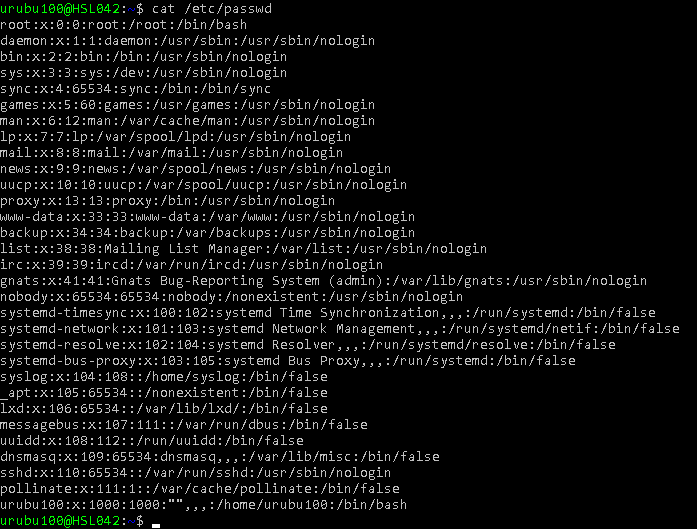 urubu100@HSL042:~$ cat /etc/passwd
root:x:0:0:root:/root:/bin/bash
daemon:x:1:1:daemon:/usr/sbin:/usr/sbin/nologin
bin:x:2:2:bin:/bin:/usr/sbin/nologin
sys:x:3:3:sys:/dev:/usr/sbin/nologin
sync:x:4:65534:sync:/bin:/bin/sync
games:x:5:60:games:/usr/games:/usr/sbin/nologin
man:x:6:12:man:/var/cache/man:/usr/sbin/nologin
lp:x:7:7:lp:/var/spool/lpd:/usr/sbin/nologin
mail:x:8:8:mail:/var/mail:/usr/sbin/nologin
news:x:9:9:news:/var/spool/news:/usr/sbin/nologin
uucp:x:10:10:uucp:/var/spool/uucp:/usr/sbin/nologin
proxy:x:13:13:proxy:/bin:/usr/sbin/nologin
www-data:x:33:33:www-data:/var/www:/usr/sbin/nologin
backup:x:34:34:backup:/var/backups:/usr/sbin/nologin
list:x:38:38:Mailing List Manager:/var/list:/usr/sbin/nologin
irc:x:39:39:ircd:/var/run/ircd:/usr/sbin/nologin
gnats:x:41:41:Gnats Bug-Reporting System (admin):/var/lib/gnats:/usr/sbin/nologin
nobody:x:65534:65534:nobody:/nonexistent:/usr/sbin/nologin
systemd-timesync:x:100:102:systemd Time Synchronization,,,:/run/systemd:/bin/false
systemd-network:x:101:103:systemd Network Management,,,:/run/systemd/netif:/bin/false
systemd-resolve:x:102:104:systemd Resolver,,,:/run/systemd/resolve:/bin/false
systemd-bus-proxy:x:103:105:systemd Bus Proxy,,,:/run/systemd:/bin/false
syslog:x:104:108::/home/syslog:/bin/false
_apt:x:105:65534::/nonexistent:/bin/false
lxd:x:106:65534::/var/lib/lxd/:/bin/false
messagebus:x:107:111::/var/run/dbus:/bin/false
uuidd:x:108:112::/run/uuidd:/bin/false
dnsmasq:x:109:65534:dnsmasq,,,:/var/lib/misc:/bin/false
sshd:x:110:65534::/var/run/sshd:/usr/sbin/nologin
pollinate:x:111:1::/var/cache/pollinate:/bin/false
urubu100:x:1000:1000:"",,,:/home/urubu100:/bin/bash
urubu100@HSL042:~$